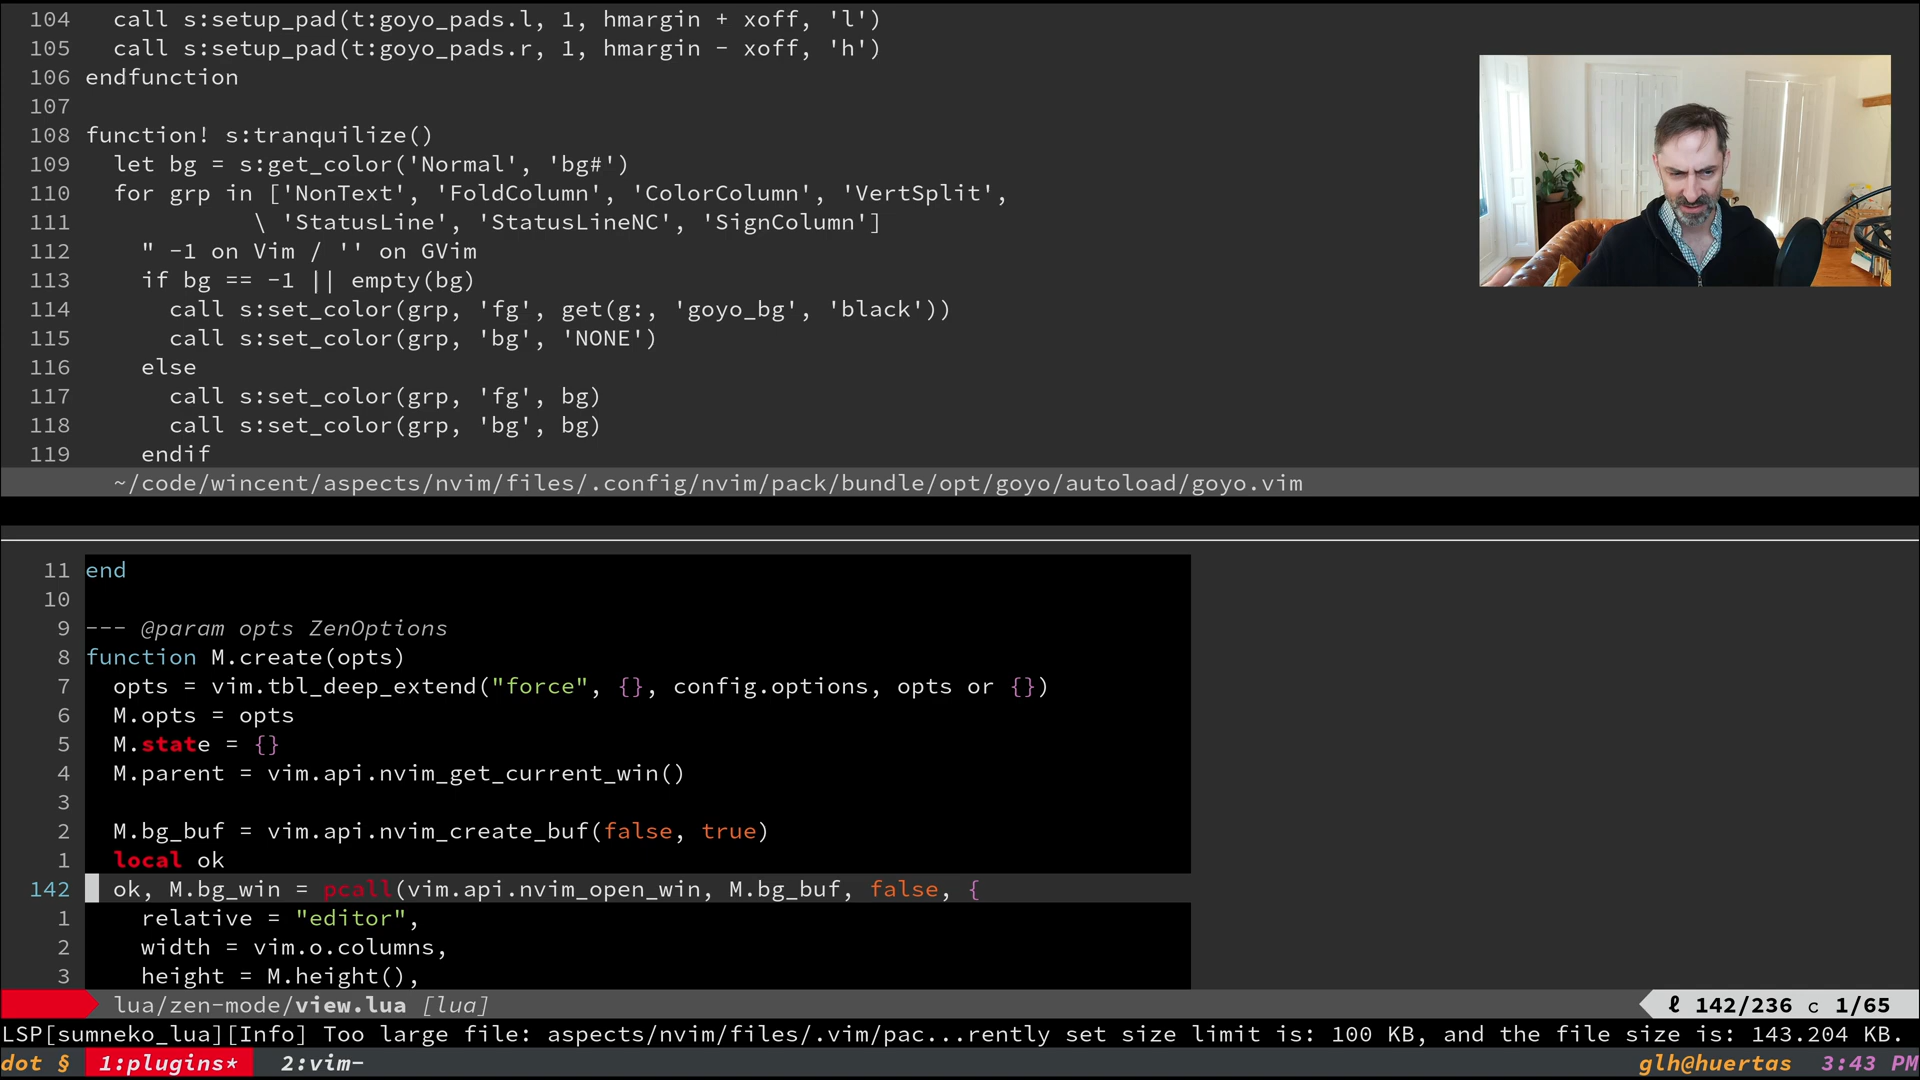 104   call s:setup_pad(t:goyo_pads.l, 1, hmargin + xoff, 'l')
105   call s:setup_pad(t:goyo_pads.r, 1, hmargin - xoff, 'h')
106 endfunction
107
108 function! s:tranquilize()
109   let bg = s:get_color('Normal', 'bg#')
110   for grp in ['NonText', 'FoldColumn', 'ColorColumn', 'VertSplit',
111             \ 'StatusLine', 'StatusLineNC', 'SignColumn']
112     " -1 on Vim / '' on GVim
113     if bg == -1 || empty(bg)
114       call s:set_color(grp, 'fg', get(g:, 'goyo_bg', 'black'))
115       call s:set_color(grp, 'bg', 'NONE')
116     else
117       call s:set_color(grp, 'fg', bg)
118       call s:set_color(grp, 'bg', bg)
119     endif
~/code/wincent/aspects/nvim/files/.config/nvim/pack/bundle/opt/goyo/autoload/goyo.vim
11 end
10
9 --- @param opts ZenOptions
8 function M.create(opts)
7   opts = vim.tbl_deep_extend("force", {}, config.options, opts or {})
6   M.opts = opts
5   M.state = {}
4   M.parent = vim.api.nvim_get_current_win()
3
2   M.bg_buf = vim.api.nvim_create_buf(false, true)
1   local ok
142   ok, M.bg_win = pcall(vim.api.nvim_open_win, M.bg_buf, false, {
1     relative = "editor",
2     width = vim.o.columns,
3     height = M.height(),
lua/zen-mode/view.lua [lua] ℓ 142/236 c 1/65
LSP[sumneko_lua][Info] Too large file: aspects/nvim/files/.vim/pac...rently set size limit is: 100 KB, and the file size is: 143.204 KB.
dot § 1:plugins* 2:vim- glh@huertas 3:43 PM